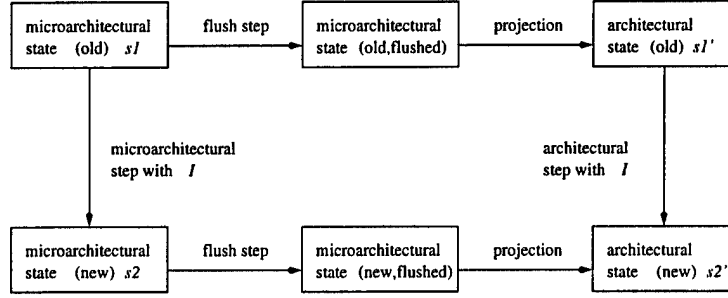 microarchitectural
state (old) s1
flush step
microarchitectural
state (old,flushed)
projection
architectural
state (old) s1'
microarchitectural
step with I
architectural
step with I
microarchitectural
state (new) s2
flush step
microarchitectural
state (new,flushed)
projection
architectural
state (new) s2'